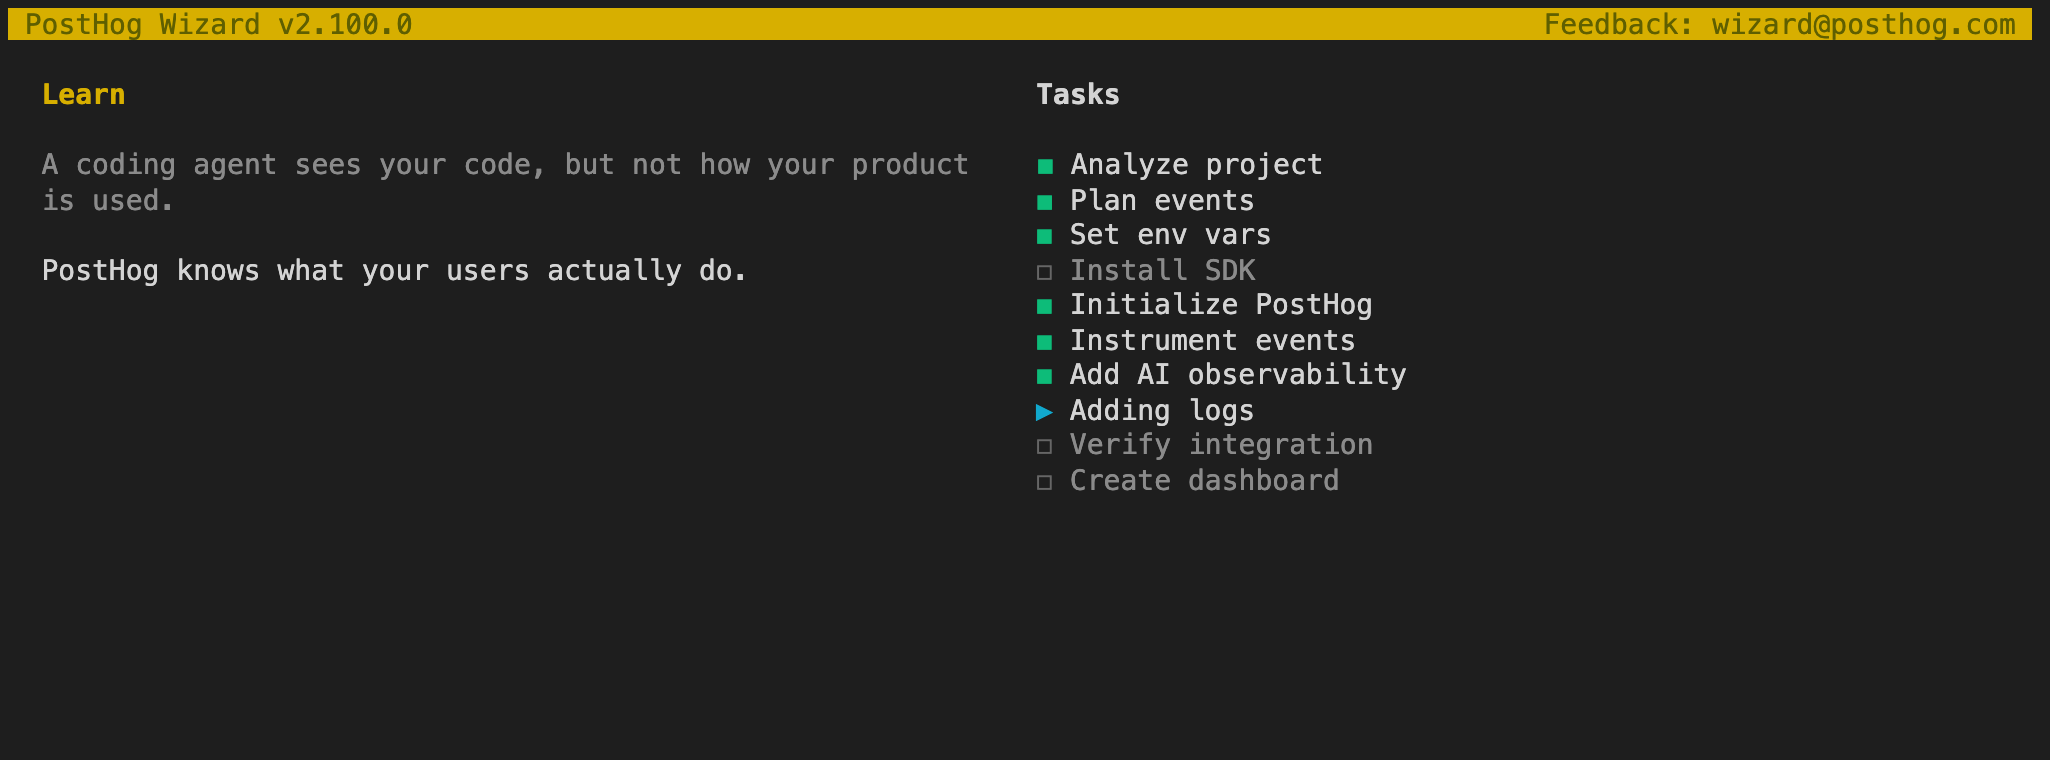 PostHog Wizard v2.100.0
Feedback: wizard@posthog.com
Learn
A coding agent sees your code, but not how your product
is used.
PostHog knows what your users actually do.
Tasks
Analyze project
Plan events
Set env vars
Install SDK
Initialize PostHog
Instrument events
Add AI observability
Adding logs
Verify integration
Create dashboard